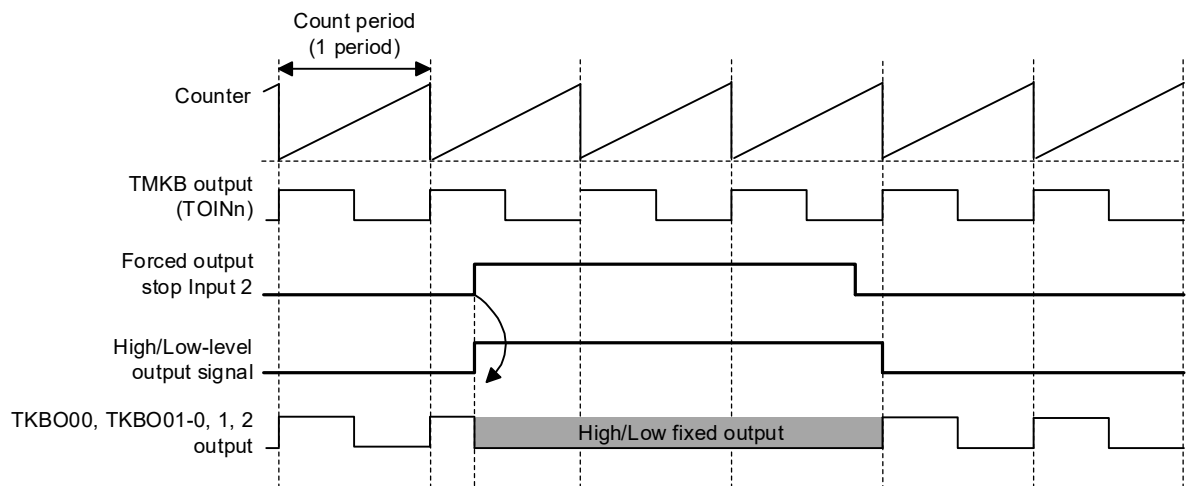 Count period
(1 period)
Counter
TMKB output
(TOINn)
Forced output
stop Input 2
High/Low-level
output signal
TKBO00, TKBO01-0, 1, 2
output
High/Low fixed output